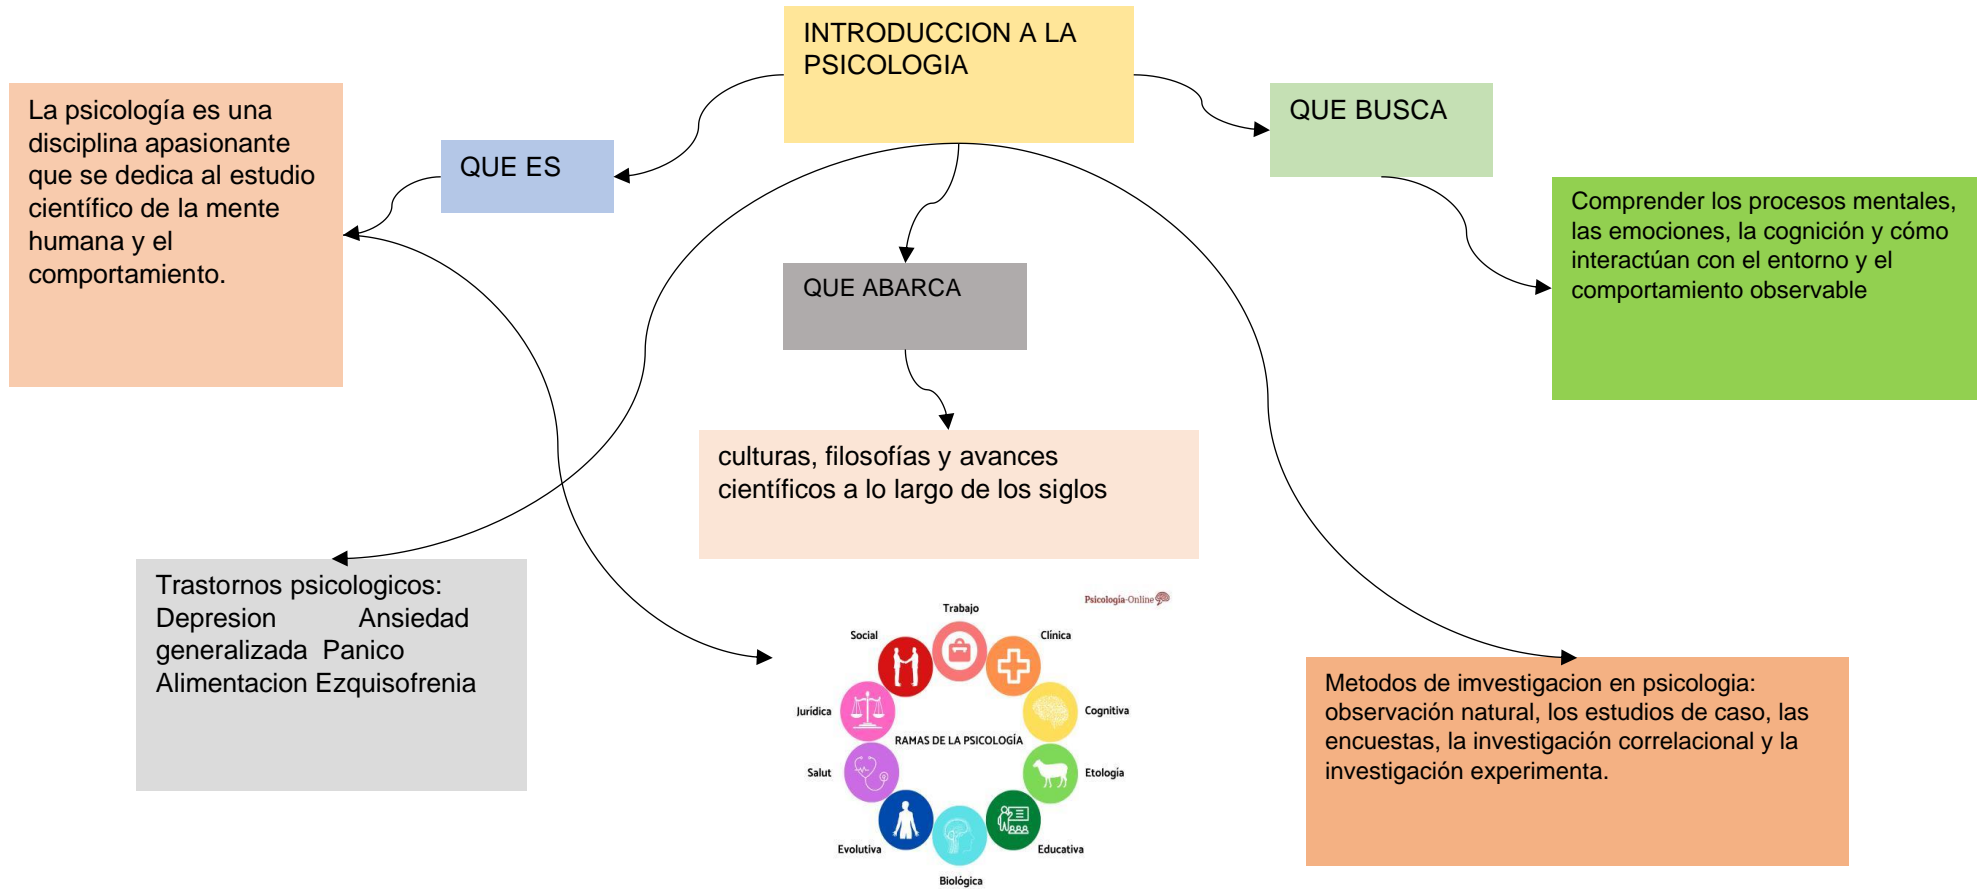 INTRODUCCION A LA
PSICOLOGIA
La psicología es una
disciplina apasionante
que se dedica al estudio
científico de la mente
humana y el
comportamiento.
QUE ES
QUE BUSCA
Comprender los procesos mentales,
las emociones, la cognición y cómo
interactúan con el entorno y el
comportamiento observable
QUE ABARCA
culturas, filosofías y avances
científicos a lo largo de los siglos
Trastornos psicologicos:
Depresion Ansiedad
generalizada Panico
Alimentacion Ezquisofrenia
Psicología-Online
Trabajo
Social
Clínica
Jurídica
Cognitiva
RAMAS DE LA PSICOLOGÍA
Salut
Etología
Evolutiva
Educativa
Biológica
Metodos de imvestigacion en psicologia:
observación natural, los estudios de caso, las
encuestas, la investigación correlacional y la
investigación experimenta.